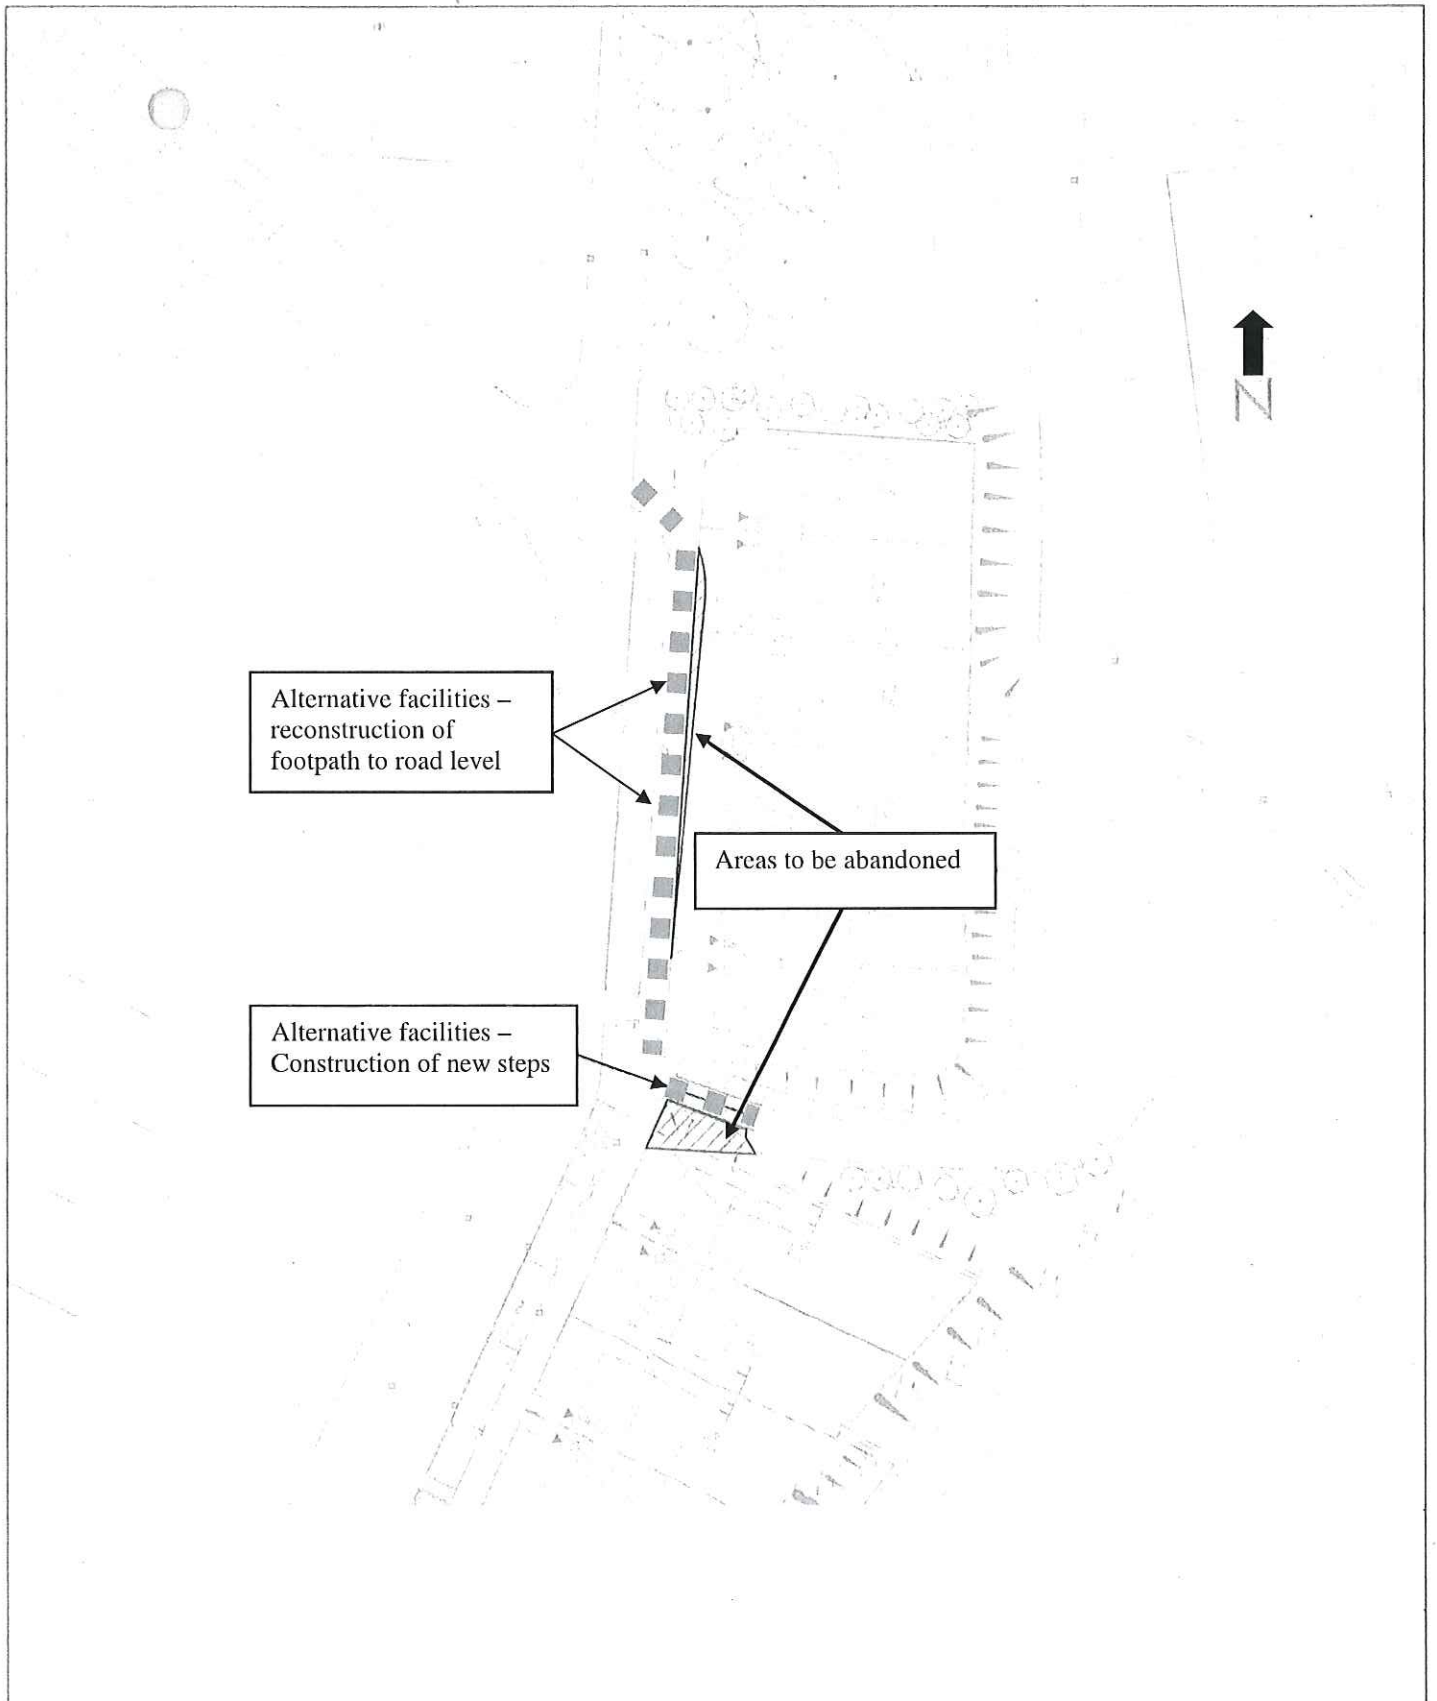 N
Alternative facilities –
reconstruction of
footpath to road level
Areas to be abandoned
Alternative facilities –
Construction of new steps